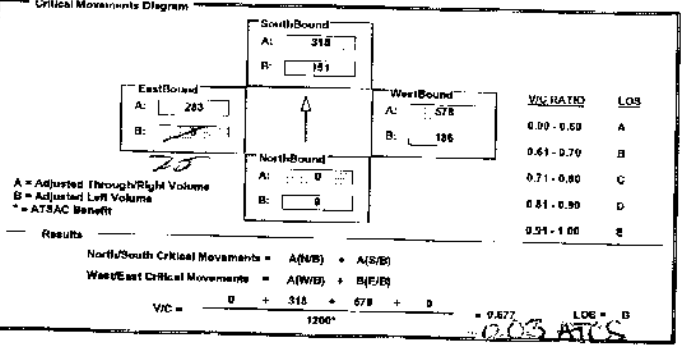 Critical Movements Diagram
SouthBound
A: 318
B: 151
EastBound
A: 283
B:
25
WestBound
A: 578
B: 186
NorthBound
A: 0
B: 0
V/C RATIO LOS
0.00 - 0.60 A
0.61 - 0.70 B
0.71 - 0.80 C
0.81 - 0.90 D
0.91 - 1.00 E
A = Adjusted Through/Right Volume
B = Adjusted Left Volume
* = ATSAC Benefit
Results
North/South Critical Movements = A(N/B) + A(S/B)
West/East Critical Movements = A(W/B) + B(E/B)
V/C = 0 + 318 + 578 + 0
1200*
= 0.677 LOS = B
0.03 ATCS